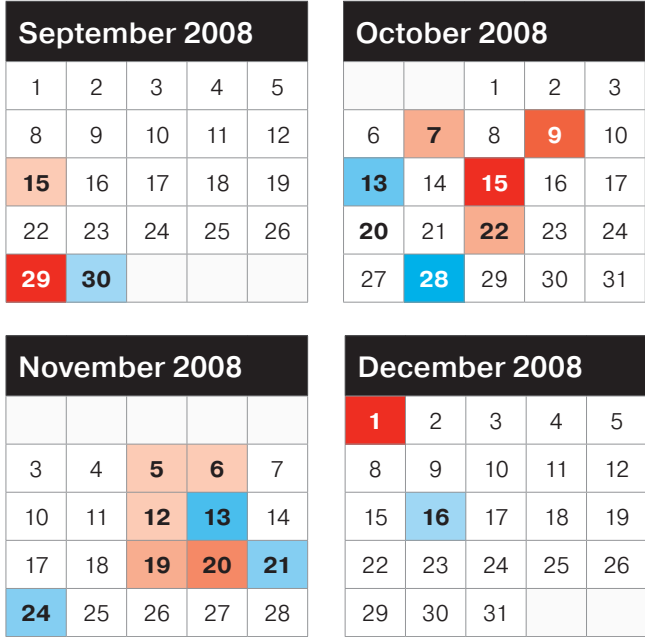 September 2008
1 2 3 4 5
8 9 10 11 12
15 16 17 18 19
22 23 24 25 26
29 30
October 2008
1 2 3
6 7 8 9 10
13 14 15 16 17
20 21 22 23 24
27 28 29 30 31
November 2008
3 4 5 6 7
10 11 12 13 14
17 18 19 20 21
24 25 26 27 28
December 2008
1 2 3 4 5
8 9 10 11 12
15 16 17 18 19
22 23 24 25 26
29 30 31